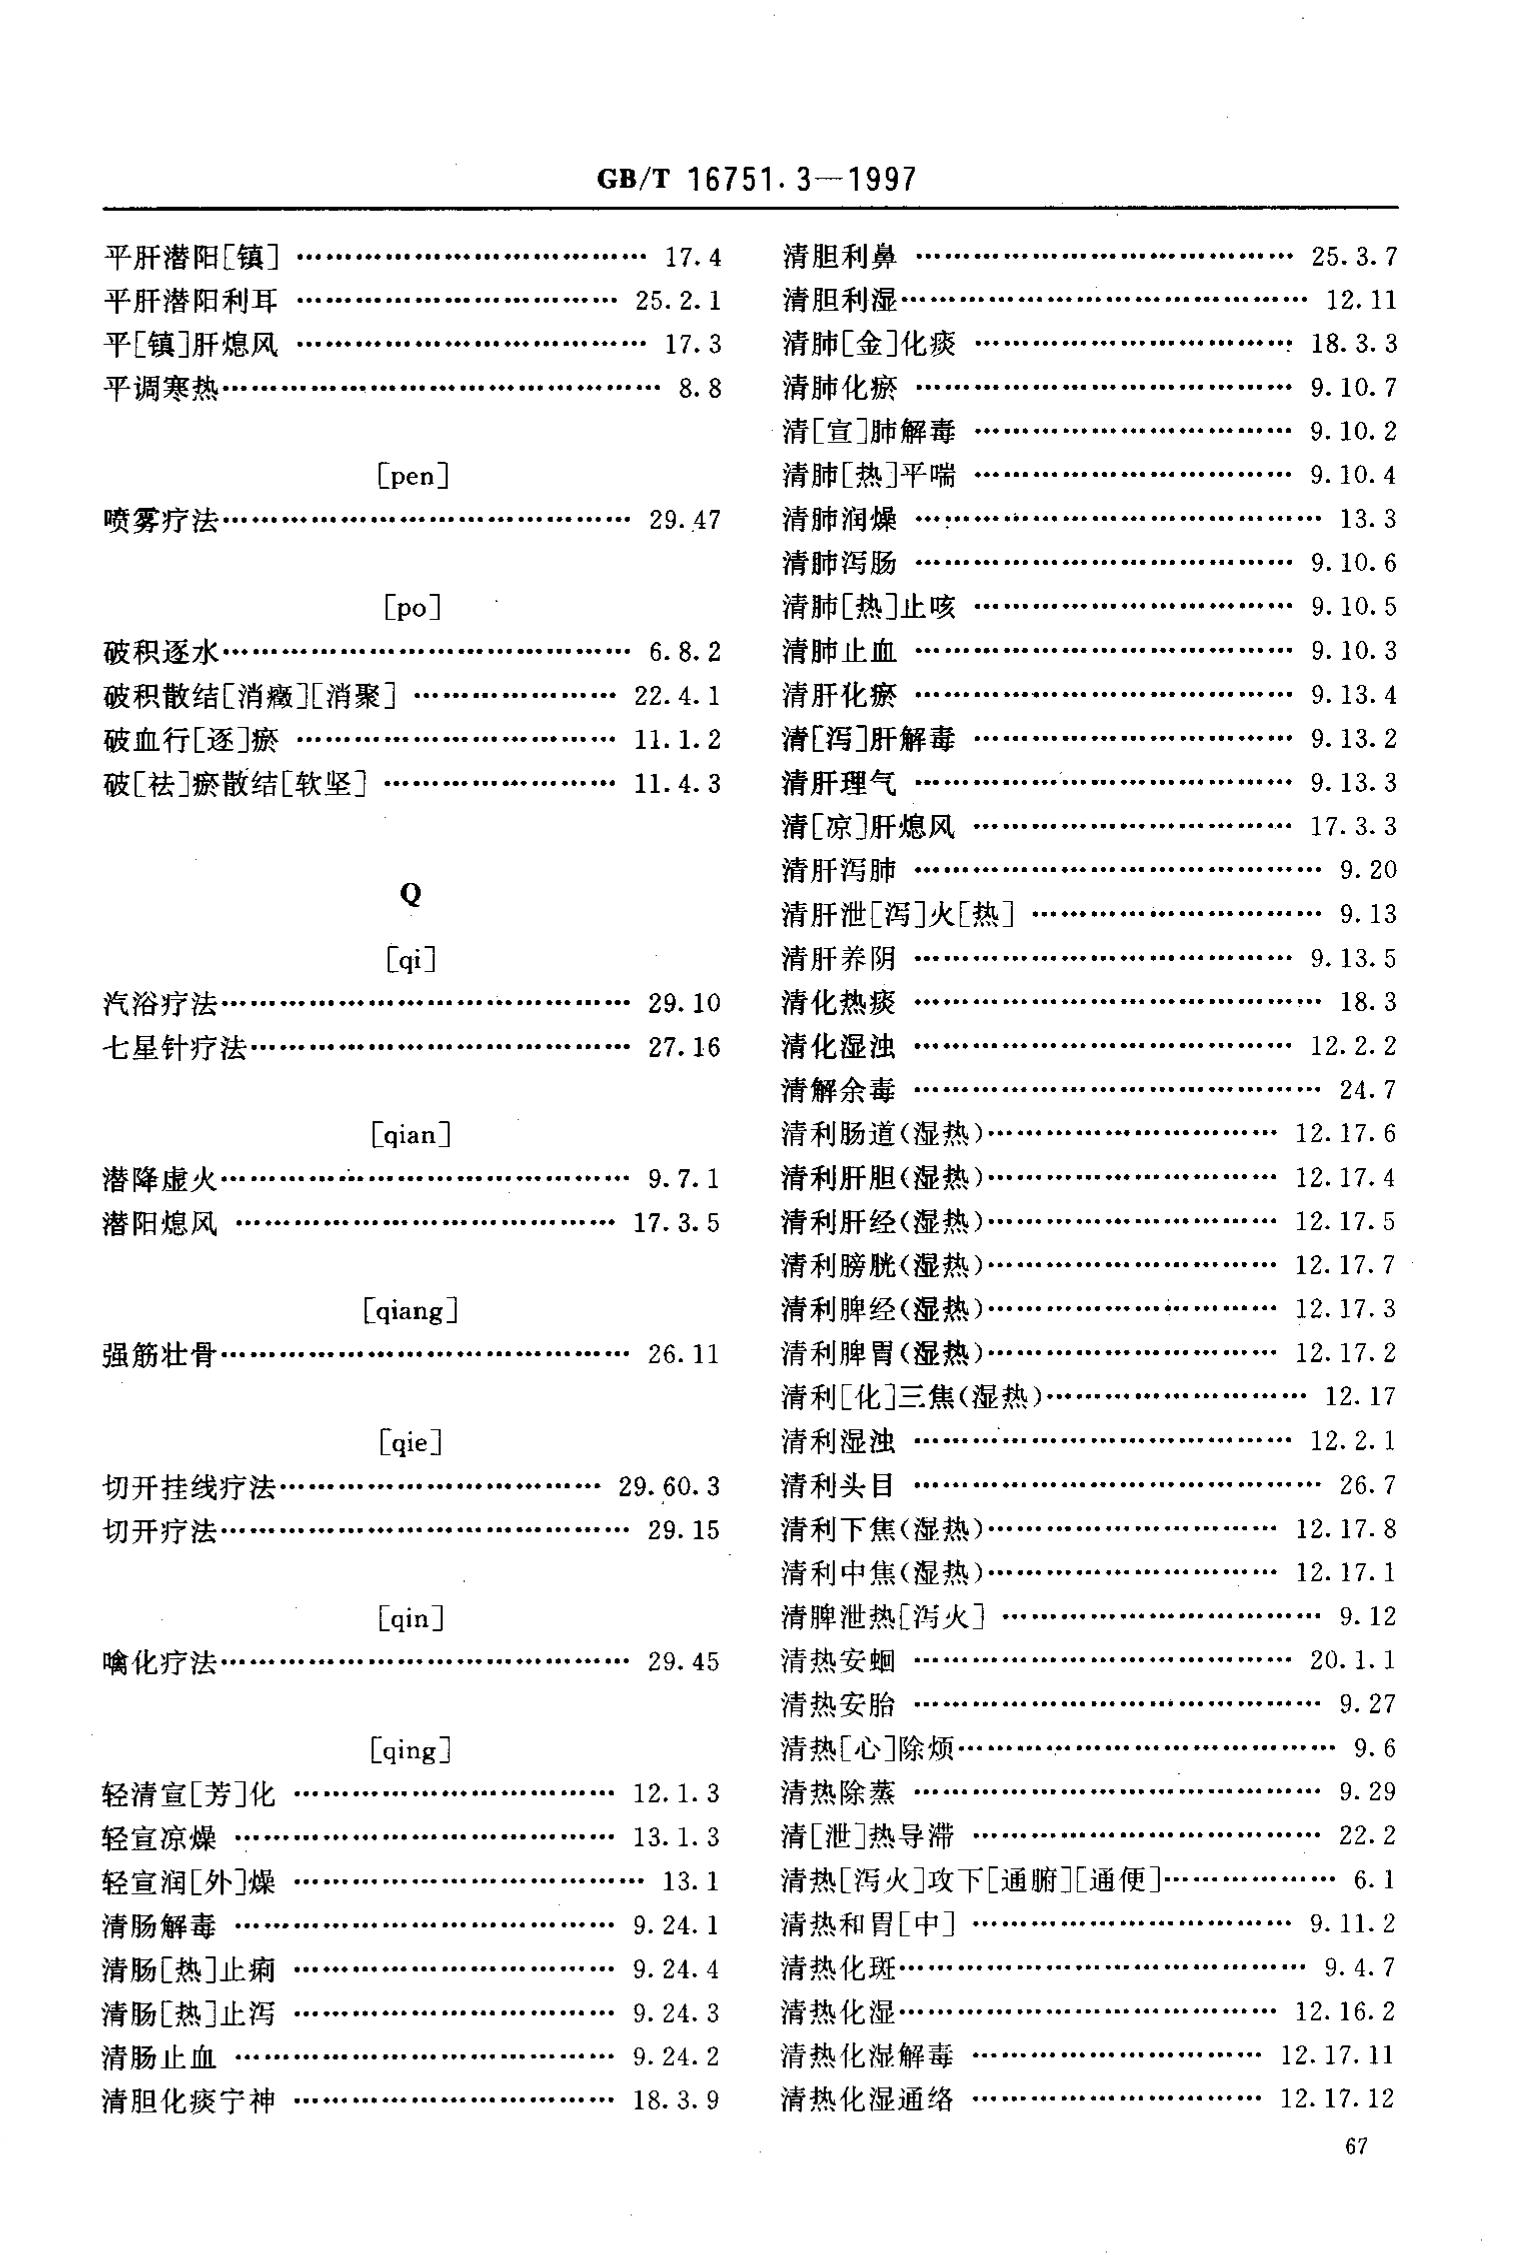 GB/T 16751.3—1997
平肝潜阳[镇] …………………………… 17.4
平肝潜阳利耳 ………………………… 25.2.1
平[镇]肝熄风 …………………………… 17.3
平调寒热…………………………………… 8.8
[pen]
喷雾疗法………………………………… 29.47
[po]
破积逐水………………………………… 6.8.2
破积散结[消癥][消聚] ……………… 22.4.1
破血行[逐]瘀 ………………………… 11.1.2
破[祛]瘀散结[软坚] ………………… 11.4.3
Q
[qi]
汽浴疗法………………………………… 29.10
七星针疗法……………………………… 27.16
[qian]
潜降虚火………………………………… 9.7.1
潜阳熄风 ……………………………… 17.3.5
[qiang]
强筋壮骨………………………………… 26.11
[qie]
切开挂线疗法………………………… 29.60.3
切开疗法………………………………… 29.15
[qin]
噙化疗法………………………………… 29.45
[qing]
轻清宣[芳]化 ………………………… 12.1.3
轻宣凉燥 ……………………………… 13.1.3
轻宣润[外]燥 …………………………… 13.1
清肠解毒 ……………………………… 9.24.1
清肠[热]止痢 ………………………… 9.24.4
清肠[热]止泻 ………………………… 9.24.3
清肠止血 ……………………………… 9.24.2
清胆化痰宁神 ………………………… 18.3.9
清胆利鼻 ……………………………… 25.3.7
清胆利湿………………………………… 12.11
清肺[金]化痰 ………………………… 18.3.3
清肺化瘀 ……………………………… 9.10.7
清[宣]肺解毒 ………………………… 9.10.2
清肺[热]平喘 ………………………… 9.10.4
清肺润燥 ………………………………… 13.3
清肺泻肠 ……………………………… 9.10.6
清肺[热]止咳 ………………………… 9.10.5
清肺止血 ……………………………… 9.10.3
清肝化瘀 ……………………………… 9.13.4
清[泻]肝解毒 ………………………… 9.13.2
清肝理气 ……………………………… 9.13.3
清[凉]肝熄风 ………………………… 17.3.3
清肝泻肺 ………………………………… 9.20
清肝泄[泻]火[热] ……………………… 9.13
清肝养阴 ……………………………… 9.13.5
清化热痰 ………………………………… 18.3
清化湿浊 ……………………………… 12.2.2
清解余毒 ………………………………… 24.7
清利肠道(湿热)……………………… 12.17.6
清利肝胆(湿热)……………………… 12.17.4
清利肝经(湿热)……………………… 12.17.5
清利膀胱(湿热)……………………… 12.17.7
清利脾经(湿热)……………………… 12.17.3
清利脾胃(湿热)……………………… 12.17.2
清利[化]三焦(湿热)…………………… 12.17
清利湿浊 ……………………………… 12.2.1
清利头目 ………………………………… 26.7
清利下焦(湿热)……………………… 12.17.8
清利中焦(湿热)……………………… 12.17.1
清脾泄热[泻火] ………………………… 9.12
清热安蛔 ……………………………… 20.1.1
清热安胎 ………………………………… 9.27
清热[心]除烦……………………………… 9.6
清热除蒸 ………………………………… 9.29
清[泄]热导滞 …………………………… 22.2
清热[泻火]攻下[通腑][通便]…………… 6.1
清热和胃[中] ………………………… 9.11.2
清热化斑………………………………… 9.4.7
清热化湿……………………………… 12.16.2
清热化湿解毒 ……………………… 12.17.11
清热化湿通络 ……………………… 12.17.12
67